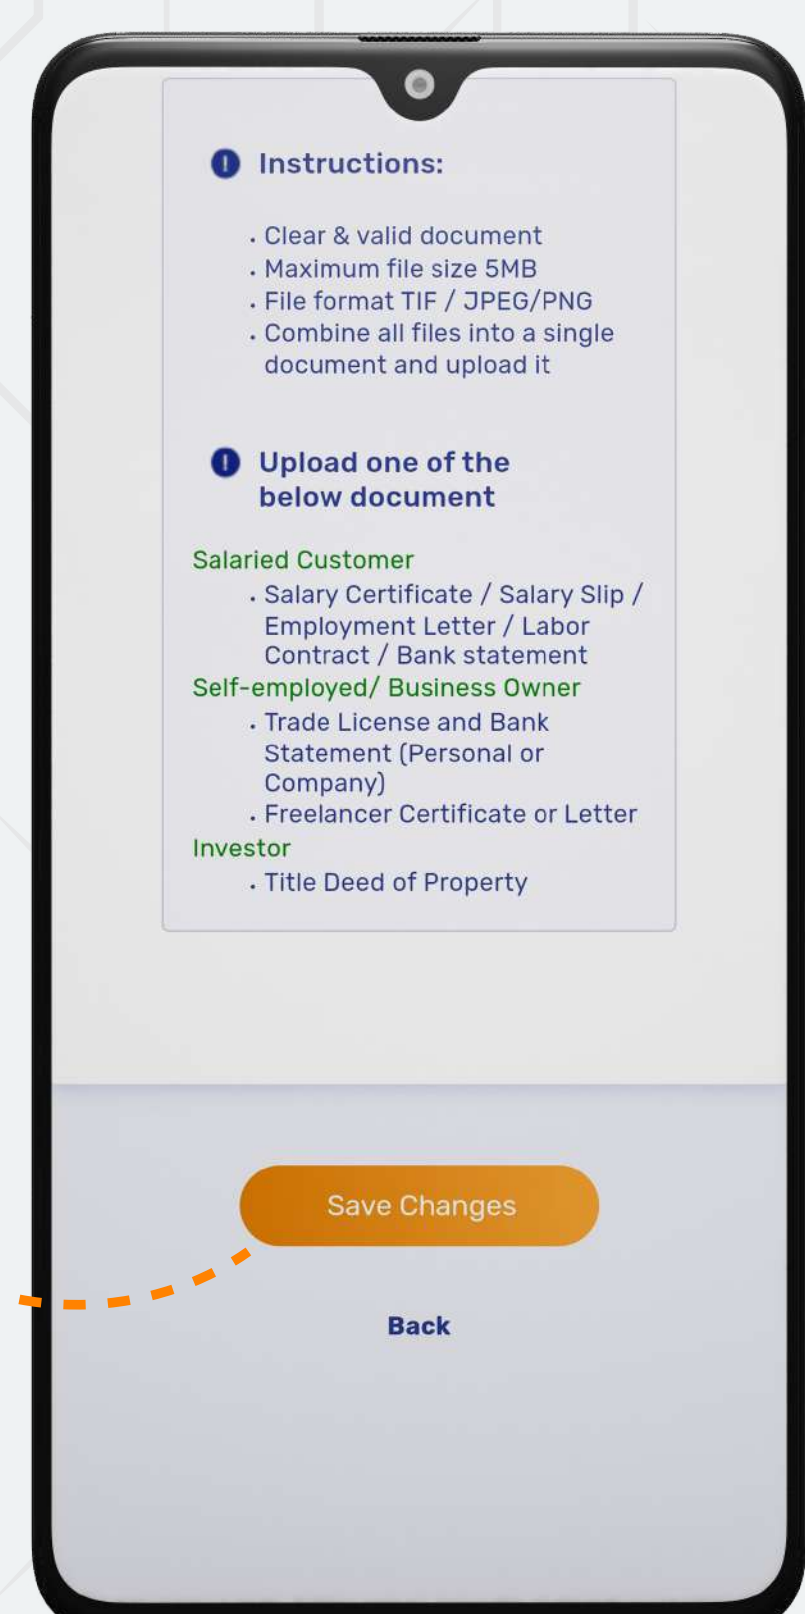 Instructions:
. Clear & valid document
. Maximum file size 5MB
. File format TIF / JPEG/PNG
. Combine all files into a single
document and upload it
Upload one of the
below document
Salaried Customer
. Salary Certificate / Salary Slip /
Employment Letter / Labor
Contract / Bank statement
Self-employed/ Business Owner
. Trade License and Bank
Statement (Personal or
Company)
. Freelancer Certificate or Letter
Investor
. Title Deed of Property
Save Changes
Back